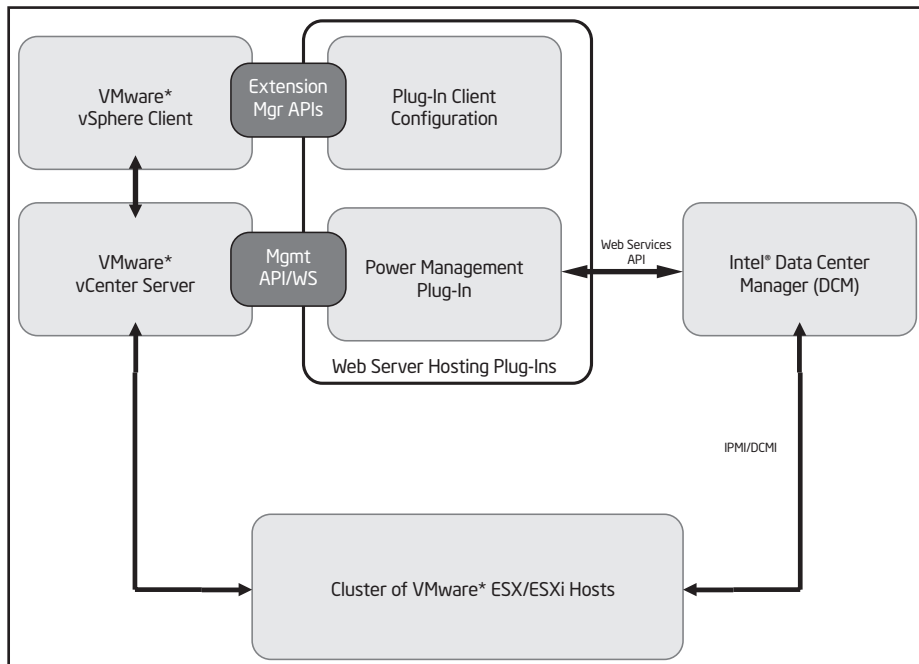 VMware*
vSphere Client
Extension
Mgr APIs
Plug-In Client
Configuration
VMware*
vCenter Server
Mgmt
API/WS
Power Management
Plug-In
Web Services
API
Intel® Data Center
Manager (DCM)
Web Server Hosting Plug-Ins
IPMI/DCMI
Cluster of VMware* ESX/ESXi Hosts